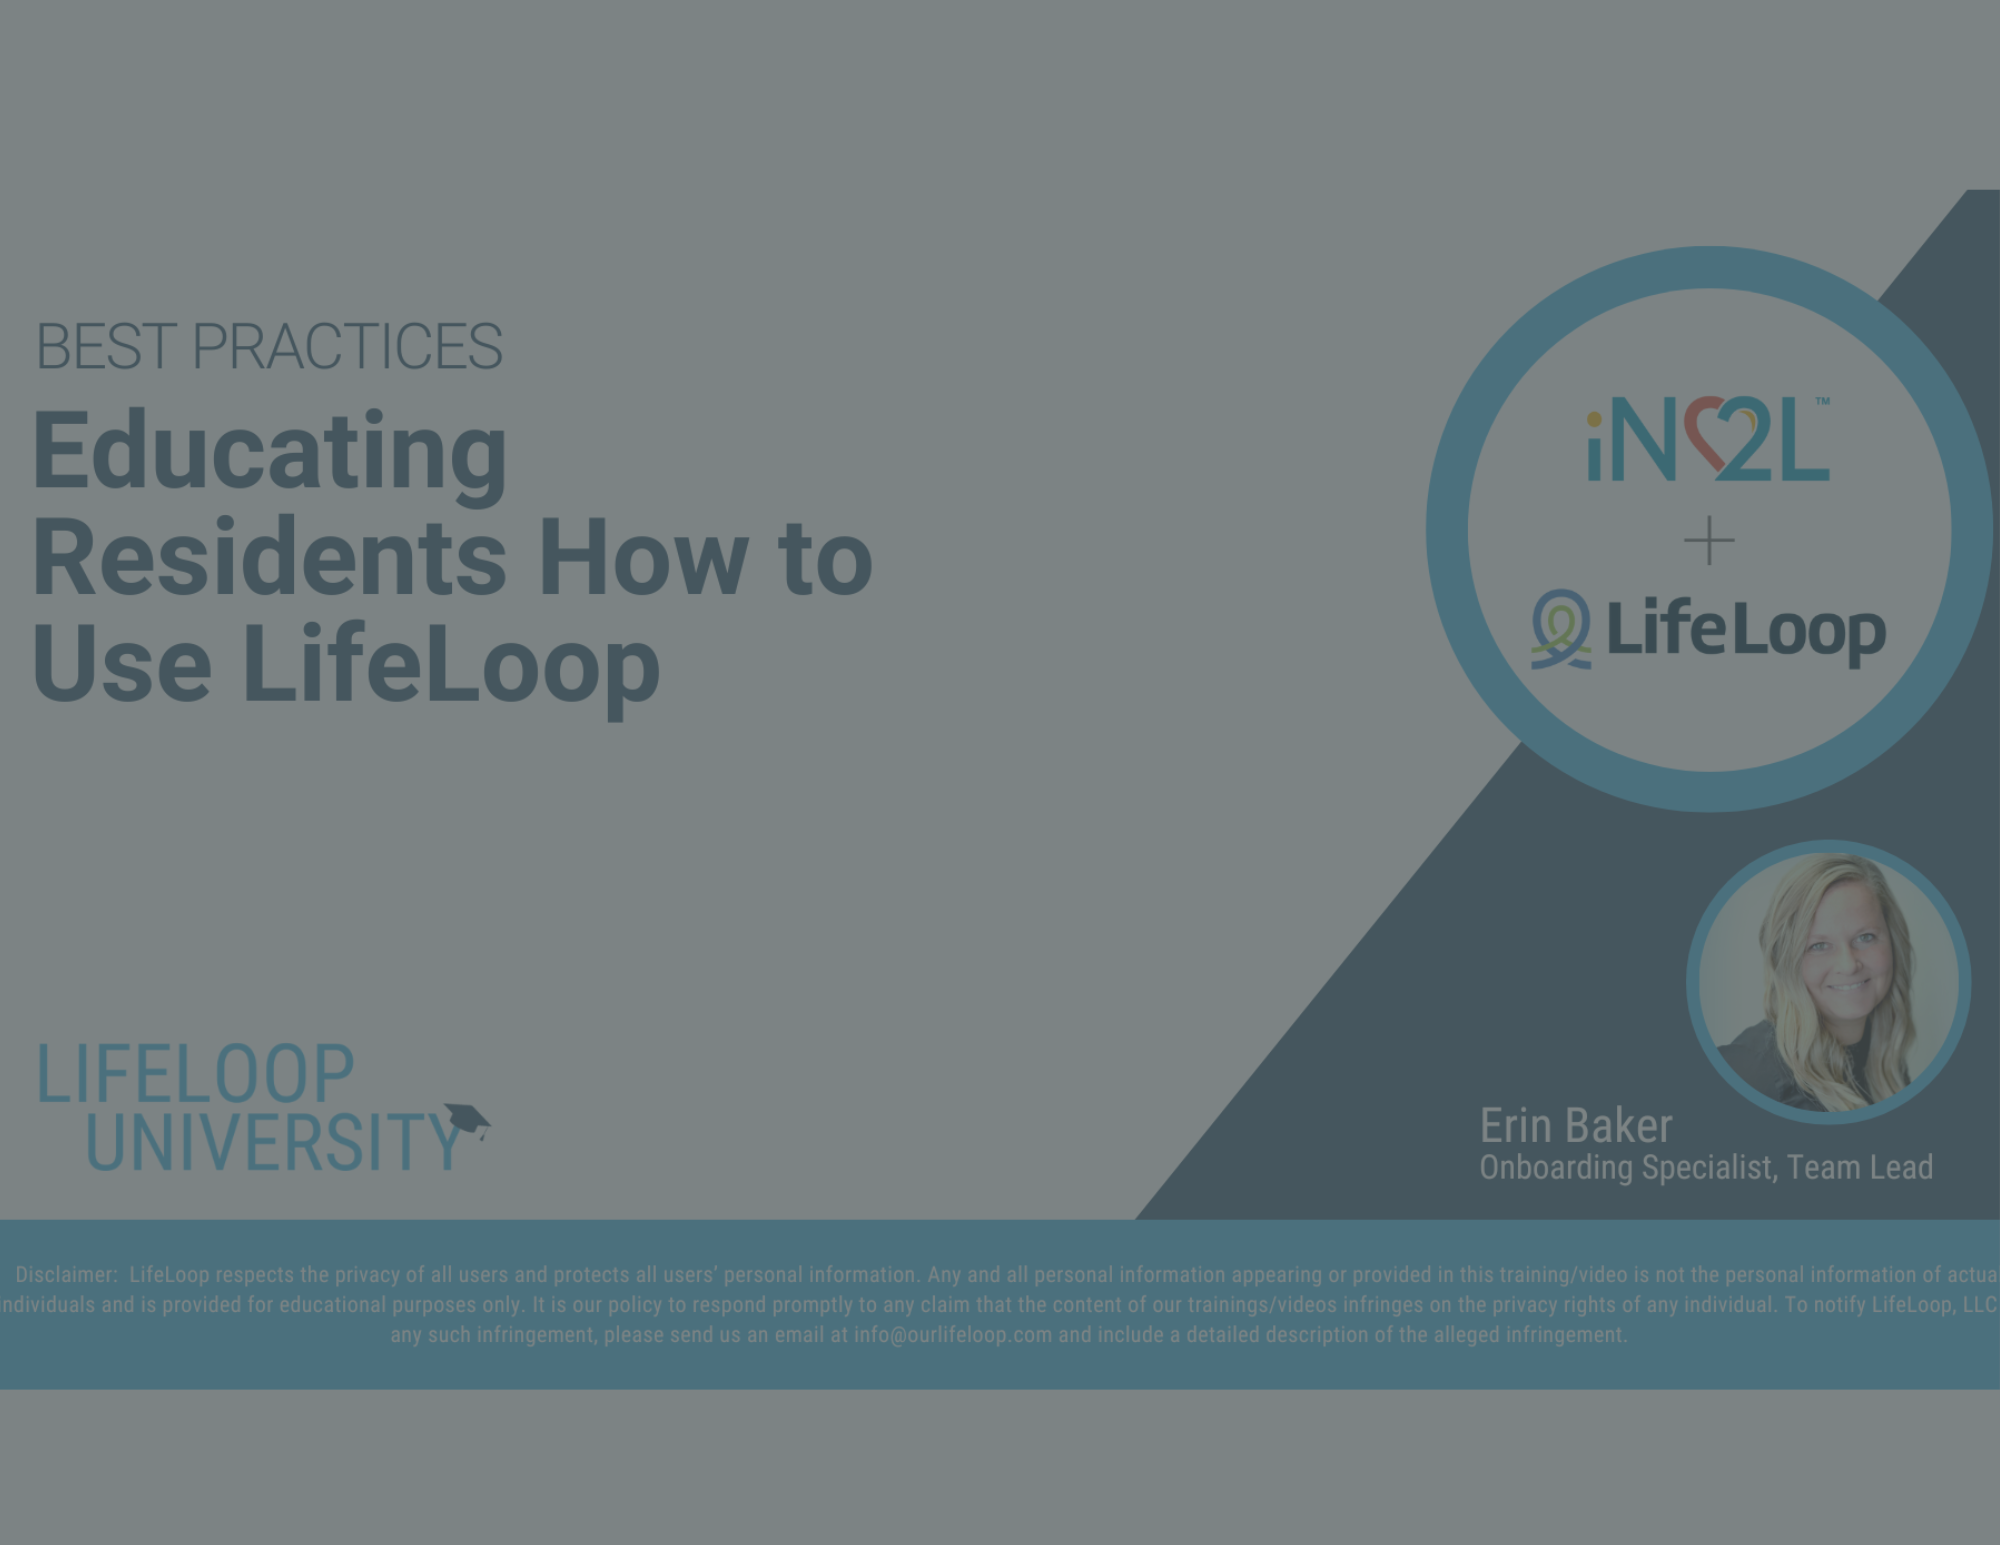 BEST PRACTICES
Educating
Residents How to
Use LifeLoop
iN2L™
+
LifeLoop
LIFELOOP
UNIVERSITY
Erin Baker
Onboarding Specialist, Team Lead
Disclaimer: LifeLoop respects the privacy of all users and protects all users' personal information. Any and all personal information appearing or provided in this training/video is not the personal information of actua
individuals and is provided for educational purposes only. It is our policy to respond promptly to any claim that the content of our trainings/videos infringes on the privacy rights of any individual. To notify LifeLoop, LLC
any such infringement, please send us an email at info@ourlifeloop.com and include a detailed description of the alleged infringement.